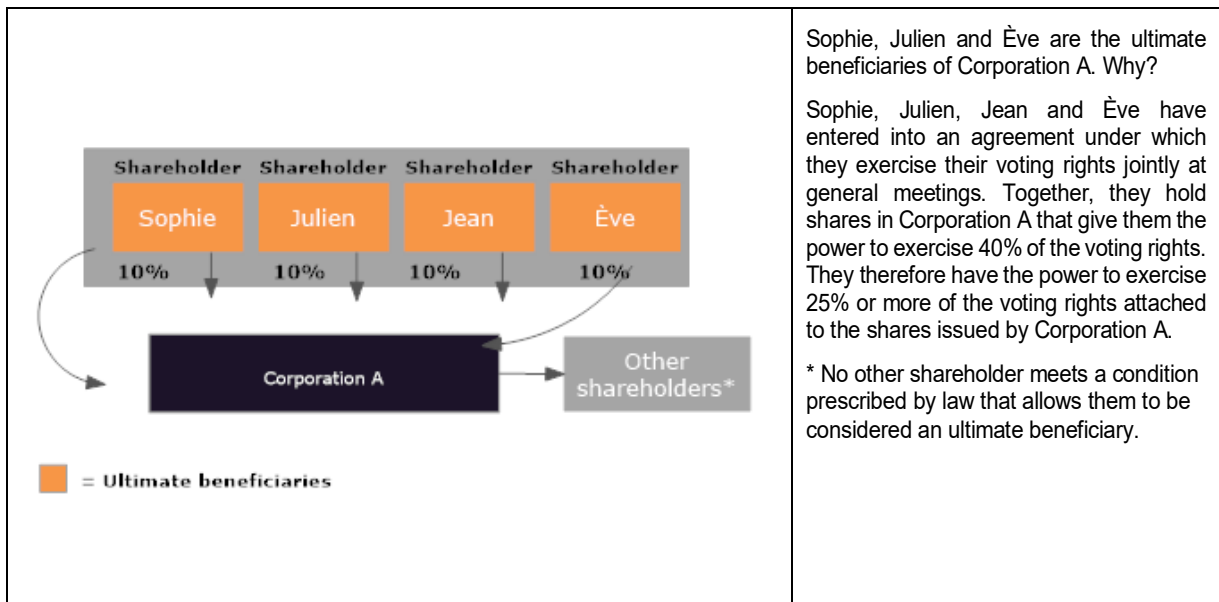 Shareholder Shareholder Shareholder Shareholder
Sophie Julien Jean Ève
10% 10% 10% 10%
Corporation A
Other
shareholders*
= Ultimate beneficiaries
Sophie, Julien and Ève are the ultimate
beneficiaries of Corporation A. Why?
Sophie, Julien, Jean and Ève have
entered into an agreement under which
they exercise their voting rights jointly at
general meetings. Together, they hold
shares in Corporation A that give them the
power to exercise 40% of the voting rights.
They therefore have the power to exercise
25% or more of the voting rights attached
to the shares issued by Corporation A.
* No other shareholder meets a condition
prescribed by law that allows them to be
considered an ultimate beneficiary.